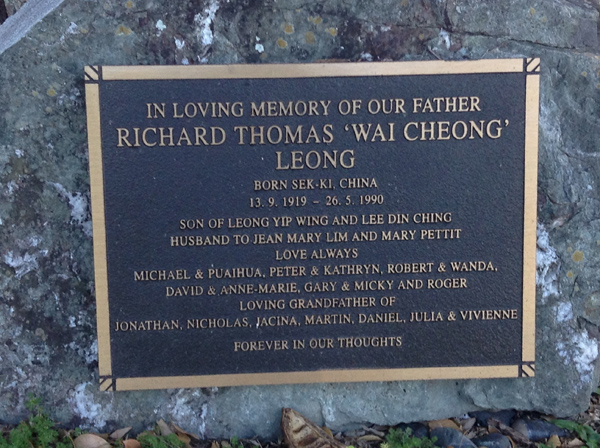 IN LOVING MEMORY OF OUR FATHER
RICHARD THOMAS 'WAI CHEONG'
LEONG
BORN SEK-KI, CHINA
13. 9. 1919 – 26. 5. 1990
SON OF LEONG YIP WING AND LEE DIN CHING
HUSBAND TO JEAN MARY LIM AND MARY PETTIT
LOVE ALWAYS
MICHAEL & PUAIHUA, PETER & KATHRYN, ROBERT & WANDA,
DAVID & ANNE-MARIE, GARY & MICKY AND ROGER
LOVING GRANDFATHER OF
JONATHAN, NICHOLAS, JACINA, MARTIN, DANIEL, JULIA & VIVIENNE
FOREVER IN OUR THOUGHTS